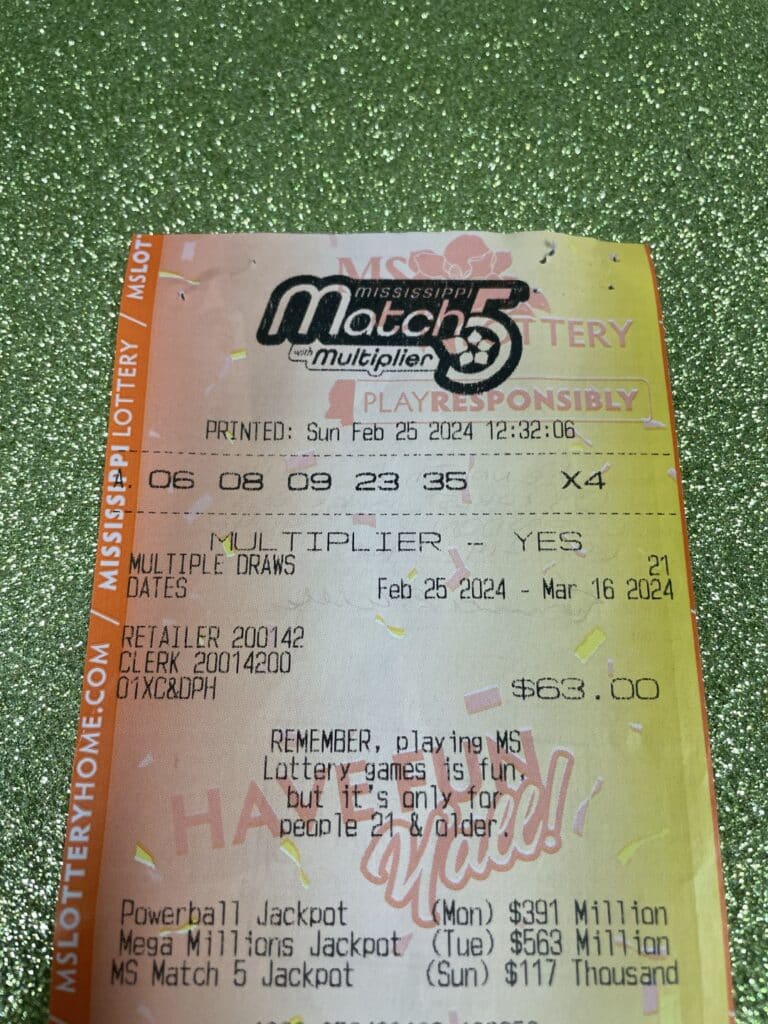 MS
LOTTERY
MISSISSIPPI
Match 5
with Multiplier
PLAYRESPONSIBLY
PRINTED: Sun Feb 25 2024 12:32:06
A. 06 08 09 23 35 X4
MULTIPLIER - YES
MULTIPLE DRAWS 21
DATES Feb 25 2024 - Mar 16 2024
RETAILER 200142
CLERK 20014200
01XC&DPH $63.00
REMEMBER, playing MS
Lottery games is fun,
but it's only for
people 21 & older.
HAVE FUN
Y'all!
Powerball Jackpot (Mon) $391 Million
Mega Millions Jackpot (Tue) $563 Million
MS Match 5 Jackpot (Sun) $117 Thousand
MSLOTTERYHOME.COM / MISSISSIPPI LOTTERY / MSLOTT